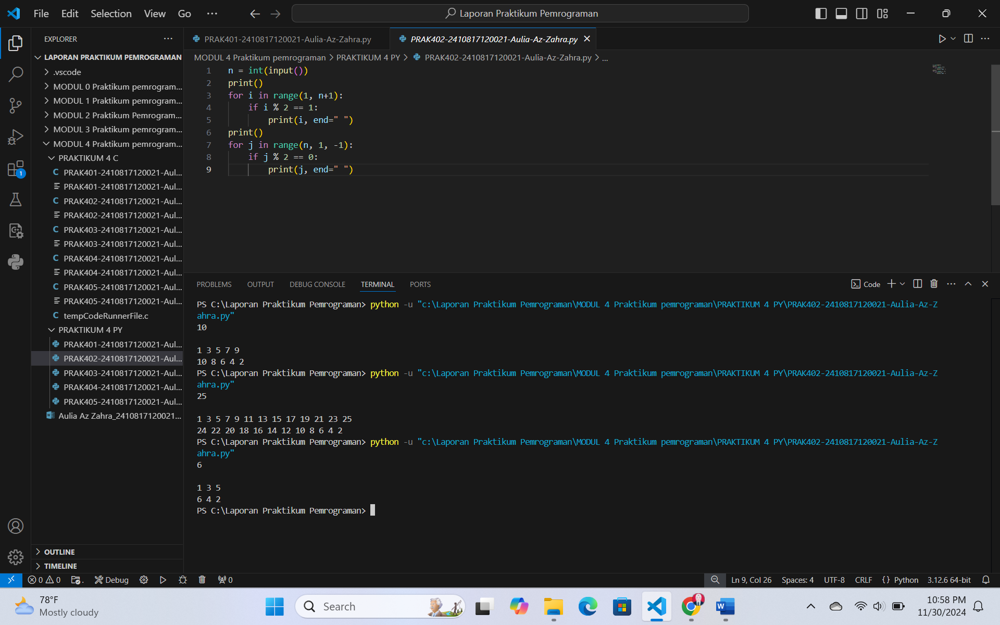 File Edit Selection View Go ··· Laporan Praktikum Pemrograman
EXPLORER ···
LAPORAN PRAKTIKUM PEMROGRAMAN
.vscode
MODUL 0 Praktikum pemrogram...
MODUL 1 Praktikum pemrogram...
MODUL 2 Praktikum Pemrogram...
MODUL 3 Praktikum pemrogram...
MODUL 4 Praktikum pemrogram...
PRAKTIKUM 4 C
C PRAK401-2410817120021-Aul...
PRAK401-2410817120021-Aul...
C PRAK402-2410817120021-Aul...
PRAK402-2410817120021-Aul...
C PRAK403-2410817120021-Aul...
PRAK403-2410817120021-Aul...
C PRAK404-2410817120021-Aul...
PRAK404-2410817120021-Aul...
C PRAK405-2410817120021-Aul...
PRAK405-2410817120021-Aul...
C tempCodeRunnerFile.c
PRAKTIKUM 4 PY
PRAK401-2410817120021-Aul...
PRAK402-2410817120021-Aul...
PRAK403-2410817120021-Aul...
PRAK404-2410817120021-Aul...
PRAK405-2410817120021-Aul...
Aulia Az Zahra_2410817120021...
OUTLINE
TIMELINE
1
PRAK401-2410817120021-Aulia-Az-Zahra.py PRAK402-2410817120021-Aulia-Az-Zahra.py
MODUL 4 Praktikum pemrograman > PRAKTIKUM 4 PY > PRAK402-2410817120021-Aulia-Az-Zahra.py > ...
1 n = int(input())
2 print()
3 for i in range(1, n+1):
4     if i % 2 == 1:
5         print(i, end=" ")
6 print()
7 for j in range(n, 1, -1):
8     if j % 2 == 0:
9         print(j, end=" ")
PROBLEMS OUTPUT DEBUG CONSOLE TERMINAL PORTS Code
PS C:\Laporan Praktikum Pemrograman> python -u "c:\Laporan Praktikum Pemrograman\MODUL 4 Praktikum pemrograman\PRAKTIKUM 4 PY\PRAK402-2410817120021-Aulia-Az-Z
ahra.py"
10
1 3 5 7 9
10 8 6 4 2
PS C:\Laporan Praktikum Pemrograman> python -u "c:\Laporan Praktikum Pemrograman\MODUL 4 Praktikum pemrograman\PRAKTIKUM 4 PY\PRAK402-2410817120021-Aulia-Az-Z
ahra.py"
25
1 3 5 7 9 11 13 15 17 19 21 23 25
24 22 20 18 16 14 12 10 8 6 4 2
PS C:\Laporan Praktikum Pemrograman> python -u "c:\Laporan Praktikum Pemrograman\MODUL 4 Praktikum pemrograman\PRAKTIKUM 4 PY\PRAK402-2410817120021-Aulia-Az-Z
ahra.py"
6
1 3 5
6 4 2
PS C:\Laporan Praktikum Pemrograman>
0 0 Debug 0 Ln 9, Col 26 Spaces: 4 UTF-8 CRLF {} Python 3.12.6 64-bit
78°F
Mostly cloudy
Search
10:58 PM
11/30/2024